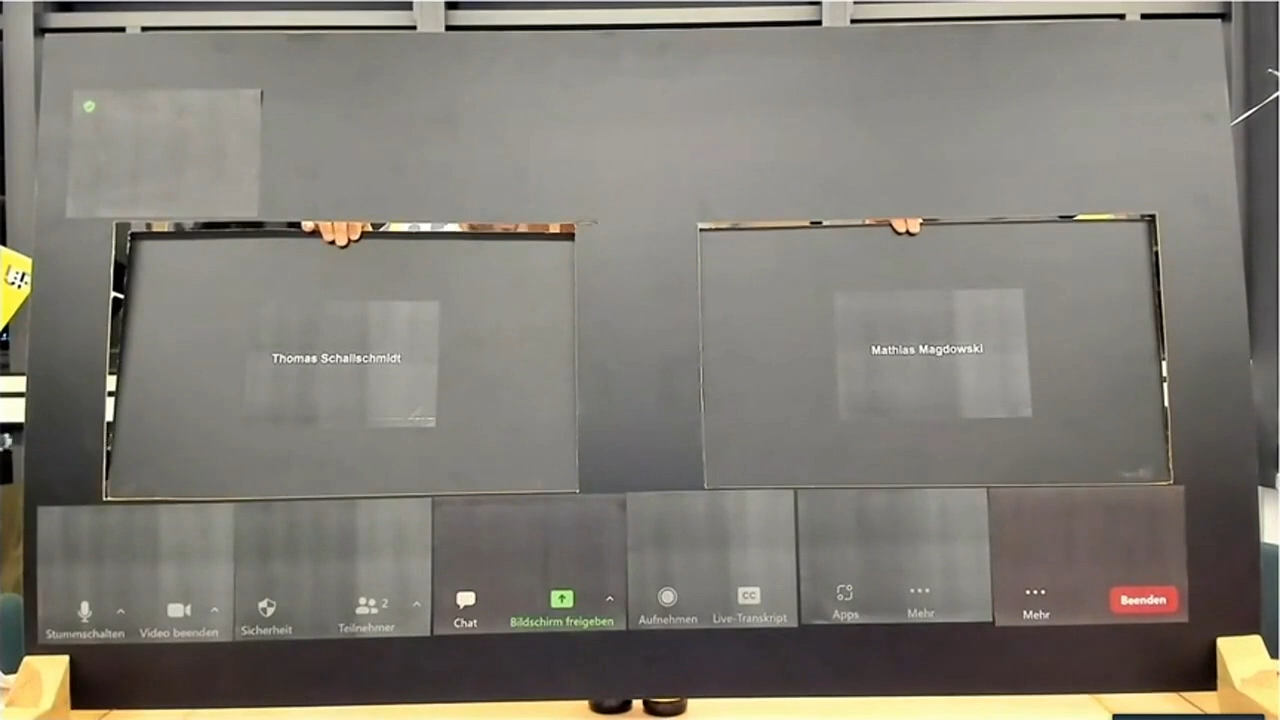 Thomas Schallschmidt
Mathias Magdowski
2
CC
Stummschalten
Video beenden
Sicherheit
Teilnehmer
Chat
Bildschirm freigeben
Aufnehmen
Live-Transkript
Apps
Mehr
Mehr
Beenden